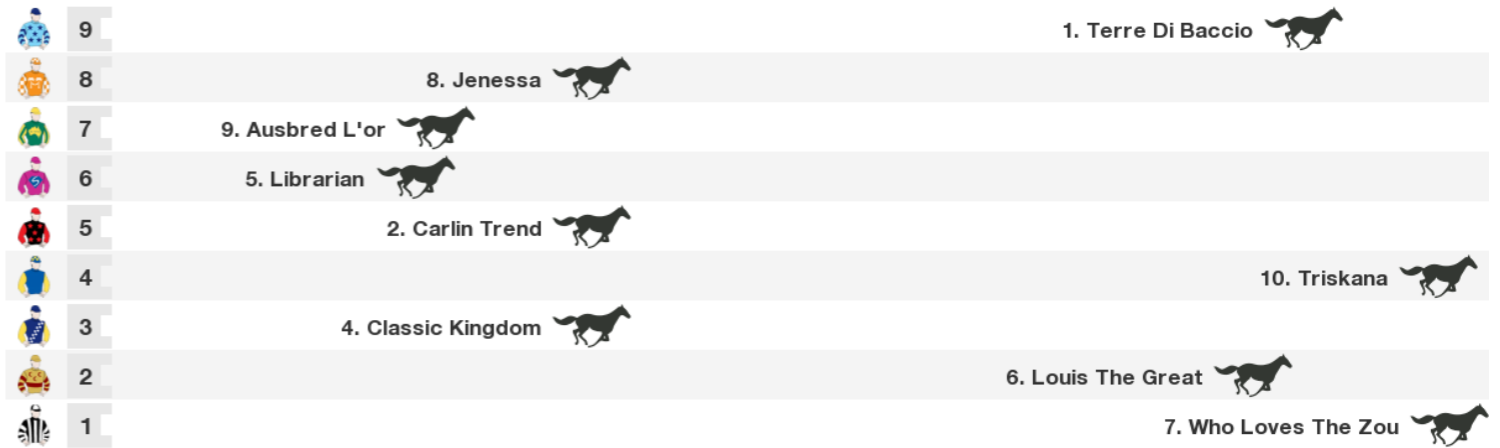 9 1. Terre Di Baccio
8 8. Jenessa
7 9. Ausbred L'or
6 5. Librarian
5 2. Carlin Trend
4 10. Triskana
3 4. Classic Kingdom
2 6. Louis The Great
1 7. Who Loves The Zou